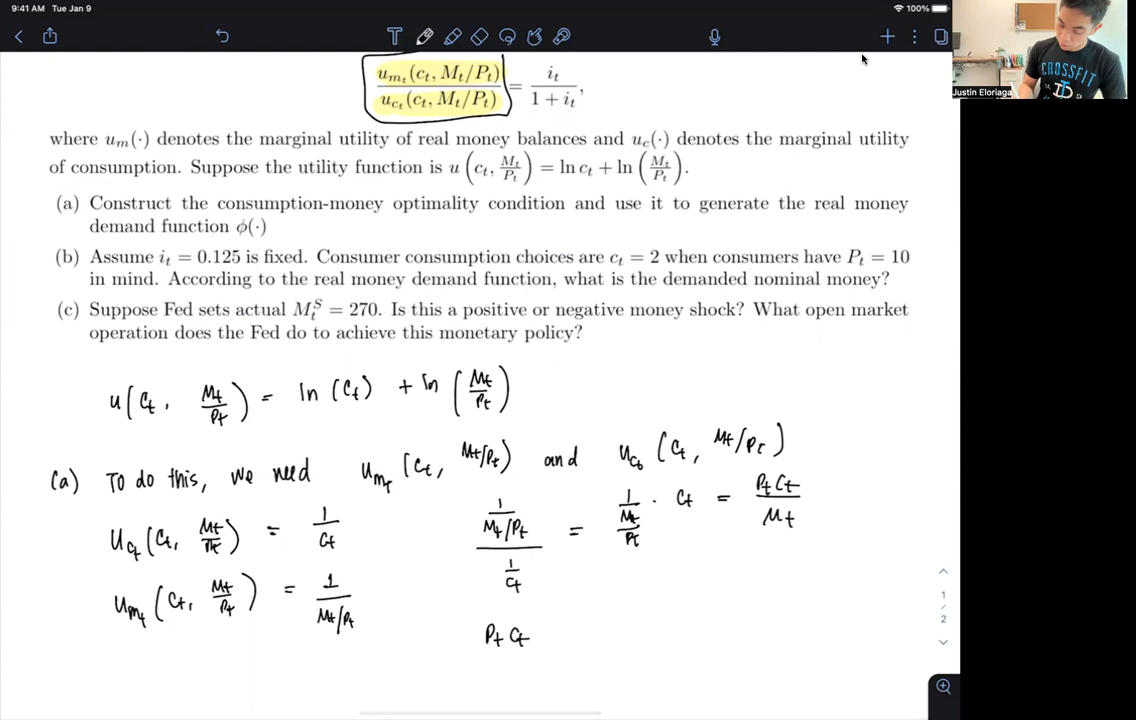 9:41 AM Tue Jan 9
100%
u_{m_t}(c_t, M_t/P_t) / u_{c_t}(c_t, M_t/P_t) = i_t / (1 + i_t),
where u_m(·) denotes the marginal utility of real money balances and u_c(·) denotes the marginal utility
of consumption. Suppose the utility function is u(c_t, M_t/P_t) = ln c_t + ln(M_t/P_t).
(a) Construct the consumption-money optimality condition and use it to generate the real money
demand function ϕ(·)
(b) Assume i_t = 0.125 is fixed. Consumer consumption choices are c_t = 2 when consumers have P_t = 10
in mind. According to the real money demand function, what is the demanded nominal money?
(c) Suppose Fed sets actual M_t^S = 270. Is this a positive or negative money shock? What open market
operation does the Fed do to achieve this monetary policy?
u(C_t, M_t/P_t) = ln(C_t) + ln(M_t/P_t)
(a) To do this, we need u_{m_t}(C_t, M_t/P_t) and u_{c_t}(C_t, M_t/P_t)
u_{c_t}(C_t, M_t/P_t) = 1/C_t
(1/(M_t/P_t)) / (1/C_t) = 1/(M_t/P_t) · C_t = P_t C_t / M_t
u_{m_t}(C_t, M_t/P_t) = 1/(M_t/P_t)
P_t C_t
1
/
2
Justin Eloriaga
CROSSFIT